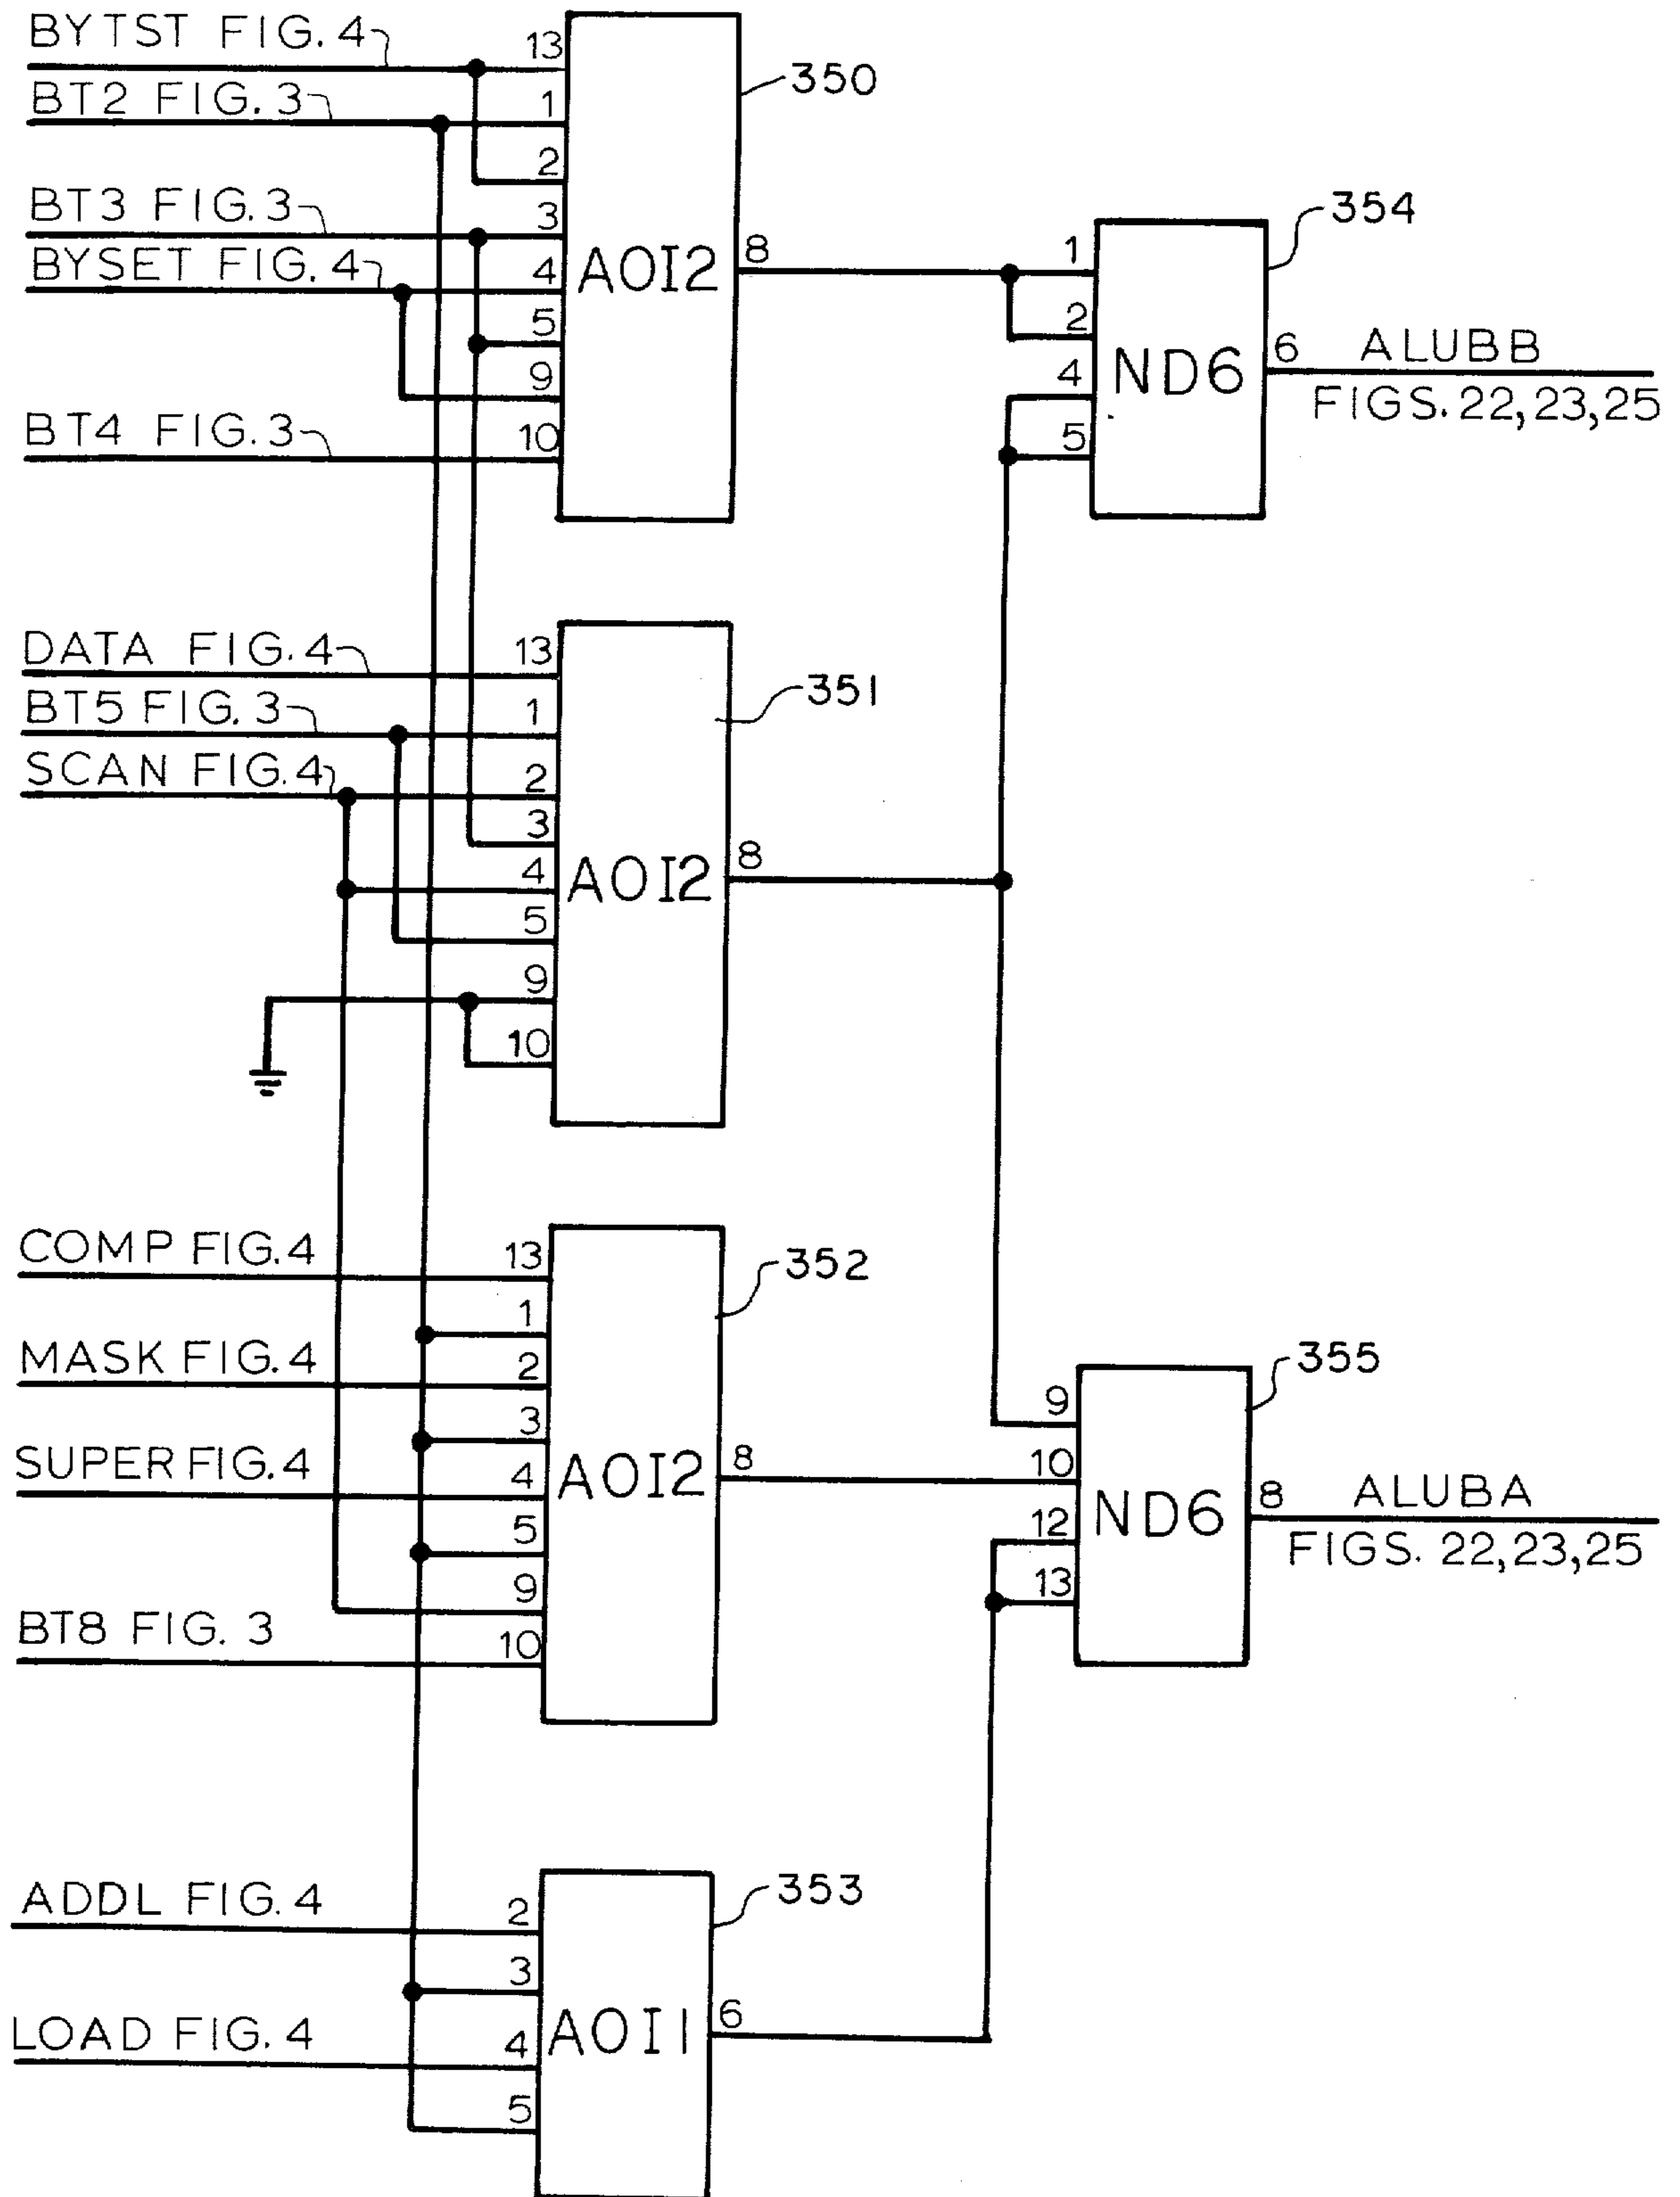 BYTST FIG. 4
13
350
BT2 FIG. 3
1
2
BT3 FIG. 3
3
354
BYSET FIG. 4
4
AOI2
8
1
5
2
9
4
ND6
6 ALUBB
FIGS. 22,23,25
BT4 FIG. 3
10
5
DATA FIG. 4
13
351
BT5 FIG. 3
1
SCAN FIG. 4
2
3
4
AOI2
8
5
9
10
COMP FIG. 4
13
352
1
MASK FIG. 4
2
355
3
9
SUPER FIG. 4
4
AOI2
8
10
5
12
ND6
8 ALUBA
FIGS. 22,23,25
9
13
BT8 FIG. 3
10
ADDL FIG. 4
2
353
3
LOAD FIG. 4
4
AOI1
6
5